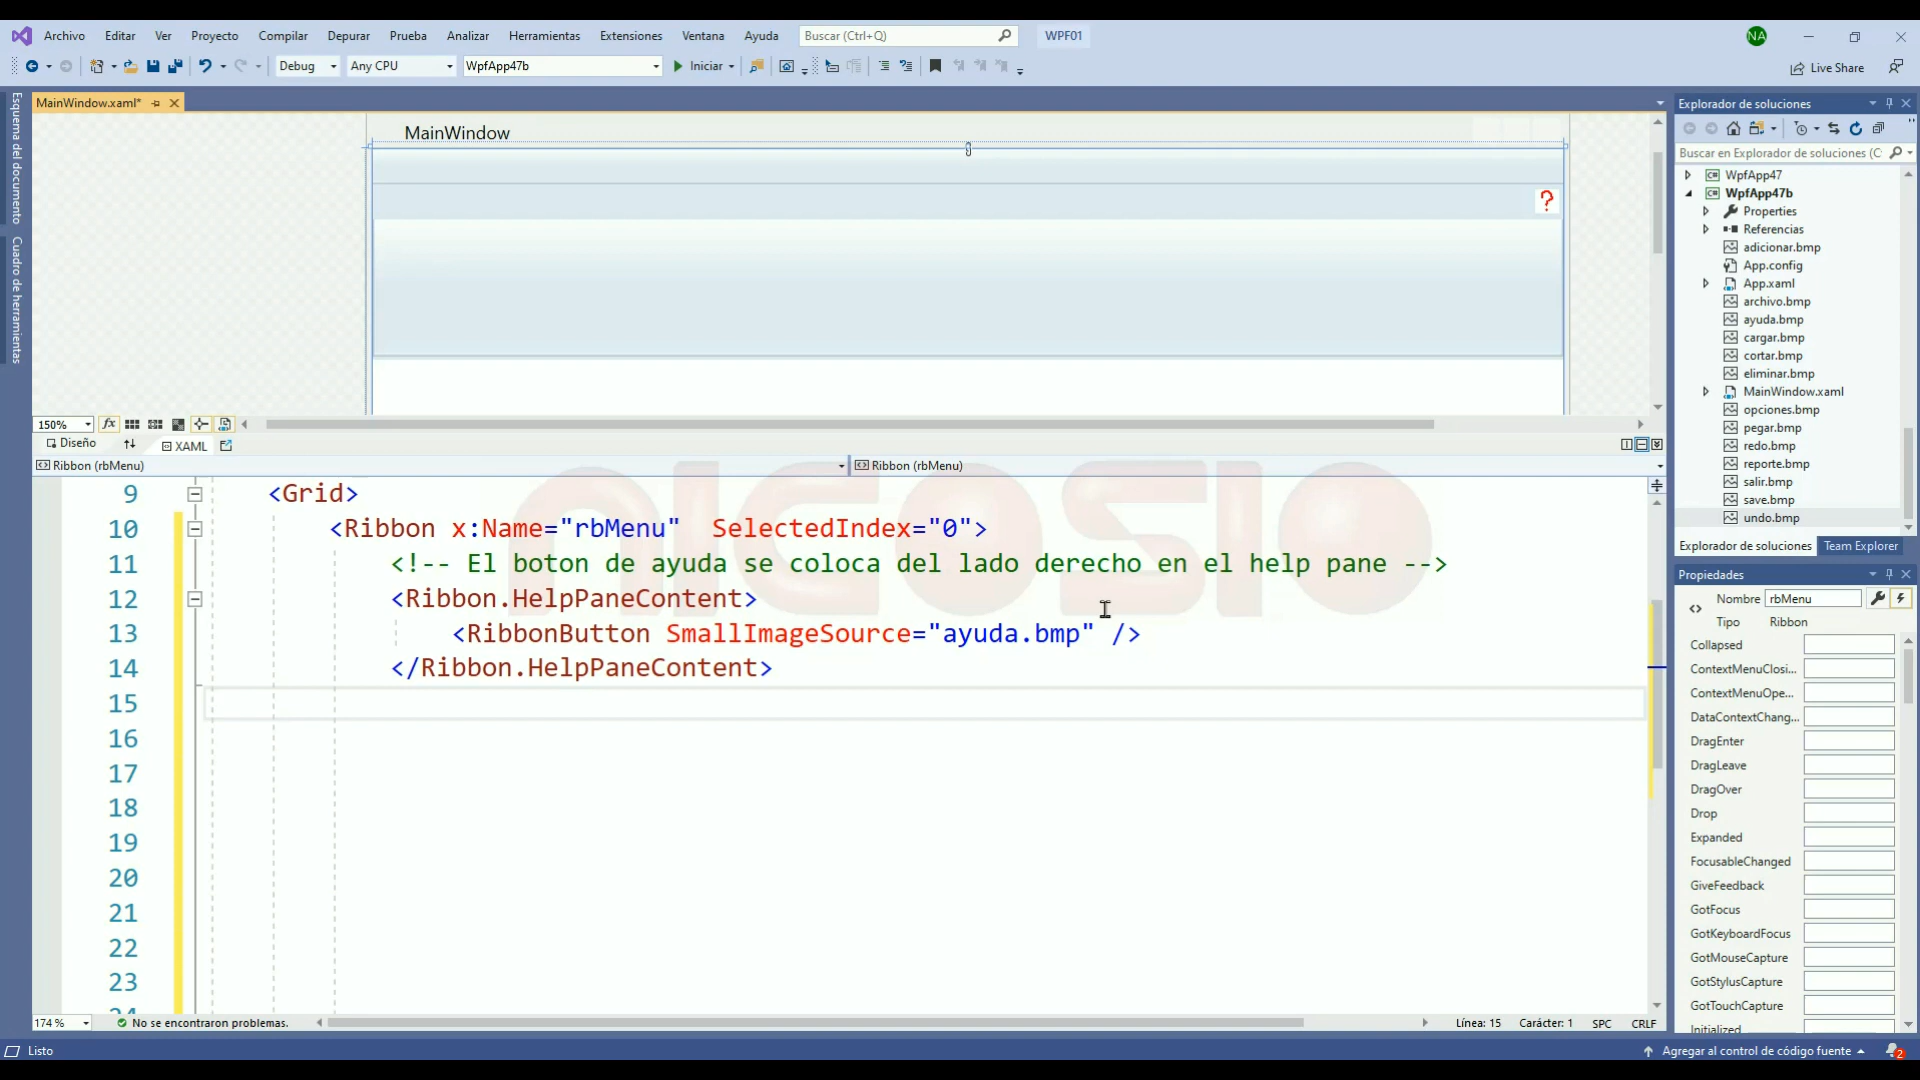 Archivo Editar Ver Proyecto Compilar Depurar Prueba Analizar Herramientas Extensiones Ventana Ayuda Buscar (Ctrl+Q) WPF01 NA
Debug Any CPU WpfApp47b Iniciar Live Share
Esquema del documento
Cuadro de herramientas
MainWindow.xaml*
MainWindow
?
150%
Diseño XAML
Ribbon (rbMenu) Ribbon (rbMenu)
NICOSIO
9 <Grid>
10 <Ribbon x:Name="rbMenu" SelectedIndex="0">
11 <!-- El boton de ayuda se coloca del lado derecho en el help pane -->
12 <Ribbon.HelpPaneContent>
13 <RibbonButton SmallImageSource="ayuda.bmp" />
14 </Ribbon.HelpPaneContent>
15
16
17
18
19
20
21
22
23
174 % No se encontraron problemas. Línea: 15 Carácter: 1 SPC CRLF
Explorador de soluciones
Buscar en Explorador de soluciones (C
WpfApp47
WpfApp47b
Properties
Referencias
adicionar.bmp
App.config
App.xaml
archivo.bmp
ayuda.bmp
cargar.bmp
cortar.bmp
eliminar.bmp
MainWindow.xaml
opciones.bmp
pegar.bmp
redo.bmp
reporte.bmp
salir.bmp
save.bmp
undo.bmp
Explorador de soluciones Team Explorer
Propiedades
Nombre rbMenu
Tipo Ribbon
Collapsed
ContextMenuClosi...
ContextMenuOpe...
DataContextChang...
DragEnter
DragLeave
DragOver
Drop
Expanded
FocusableChanged
GiveFeedback
GotFocus
GotKeyboardFocus
GotMouseCapture
GotStylusCapture
GotTouchCapture
Initialized
Listo Agregar al control de código fuente 2